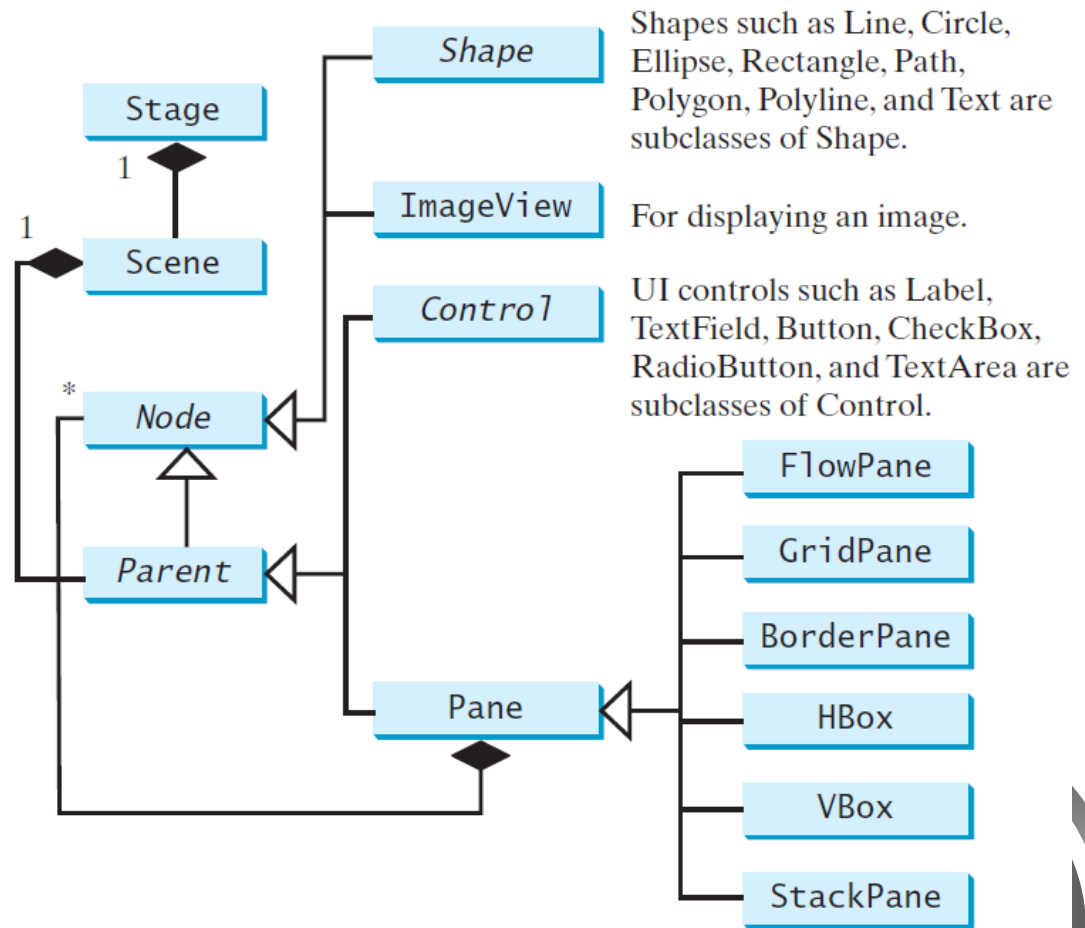 Shape
Shapes such as Line, Circle,
Ellipse, Rectangle, Path,
Polygon, Polyline, and Text are
subclasses of Shape.
Stage
1
ImageView
For displaying an image.
1
Scene
Control
UI controls such as Label,
TextField, Button, CheckBox,
RadioButton, and TextArea are
subclasses of Control.
*
Node
FlowPane
GridPane
Parent
BorderPane
Pane
HBox
VBox
StackPane